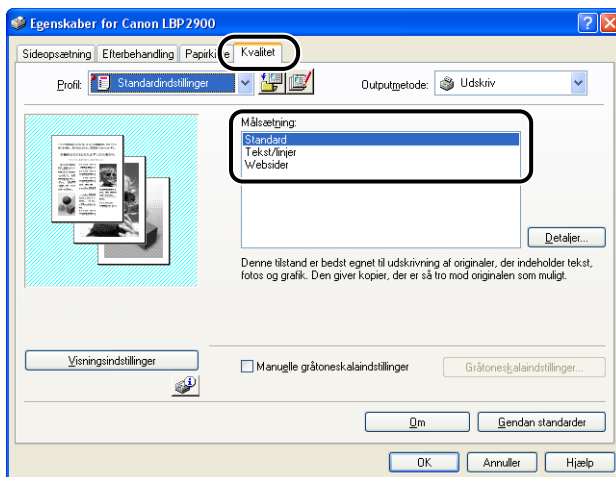 Egenskaber for Canon LBP2900
Sideopsætning Efterbehandling Kvalitet
Profil: Standardindstillinger Outputmetode: Udskriv
Målsætning:
Standard
Tekst/linjer
Websider
Detaljer...
Denne tilstand er bedst egnet til udskrivning af originaler, der indeholder tekst,
fotos og grafik. Den giver kopier, der er så tro mod originalen som muligt.
Visningsindstillinger
Manuelle gråtoneskalaindstillinger Gråtoneskalaindstillinger...
Om Gendan standarder
OK Annuller Hjælp